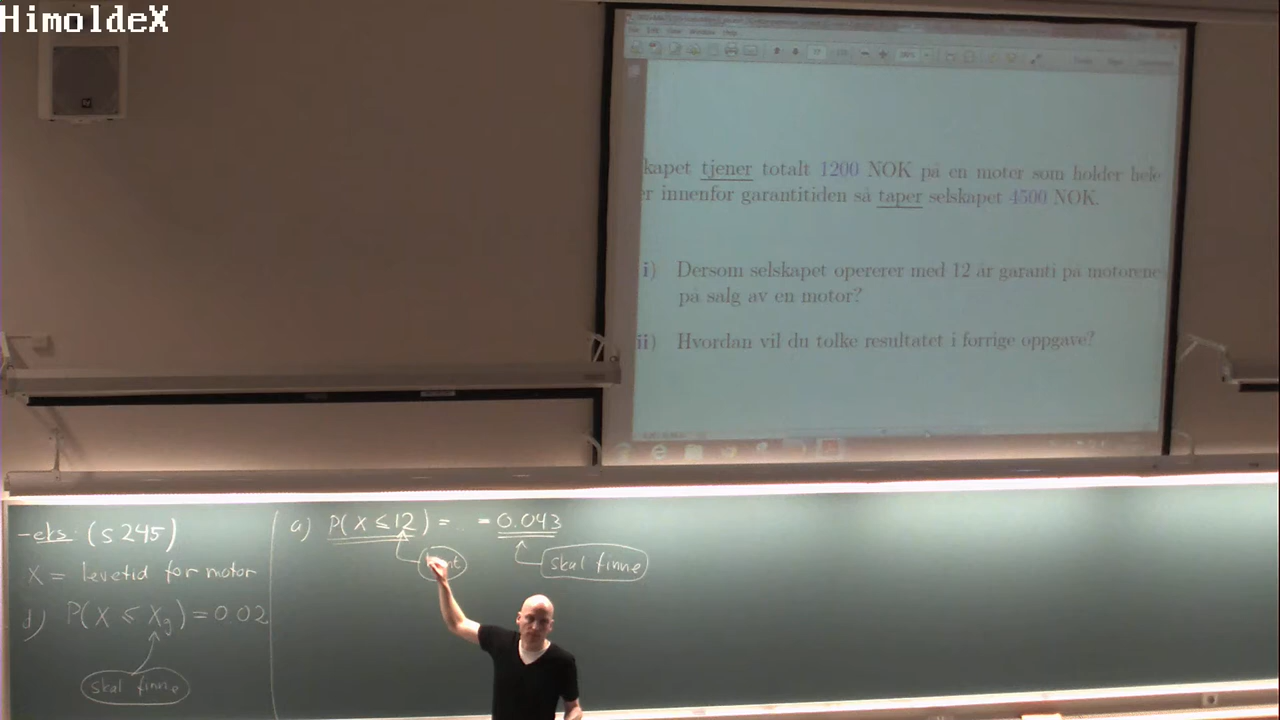 HimoldeX
kapet tjener totalt 1200 NOK på en moter som holder hele
r innenfor garantitiden så taper selskapet 4500 NOK.
i) Dersom selskapet opererer med 12 år garanti på motorene
på salg av en motor?
ii) Hvordan vil du tolke resultatet i forrige oppgave?
-eks: (s 245)
X = levetid for motor
d) P(X ≤ x_g) = 0.02
skal finne
a) P(X ≤ 12) = .. = 0.043
skal finne